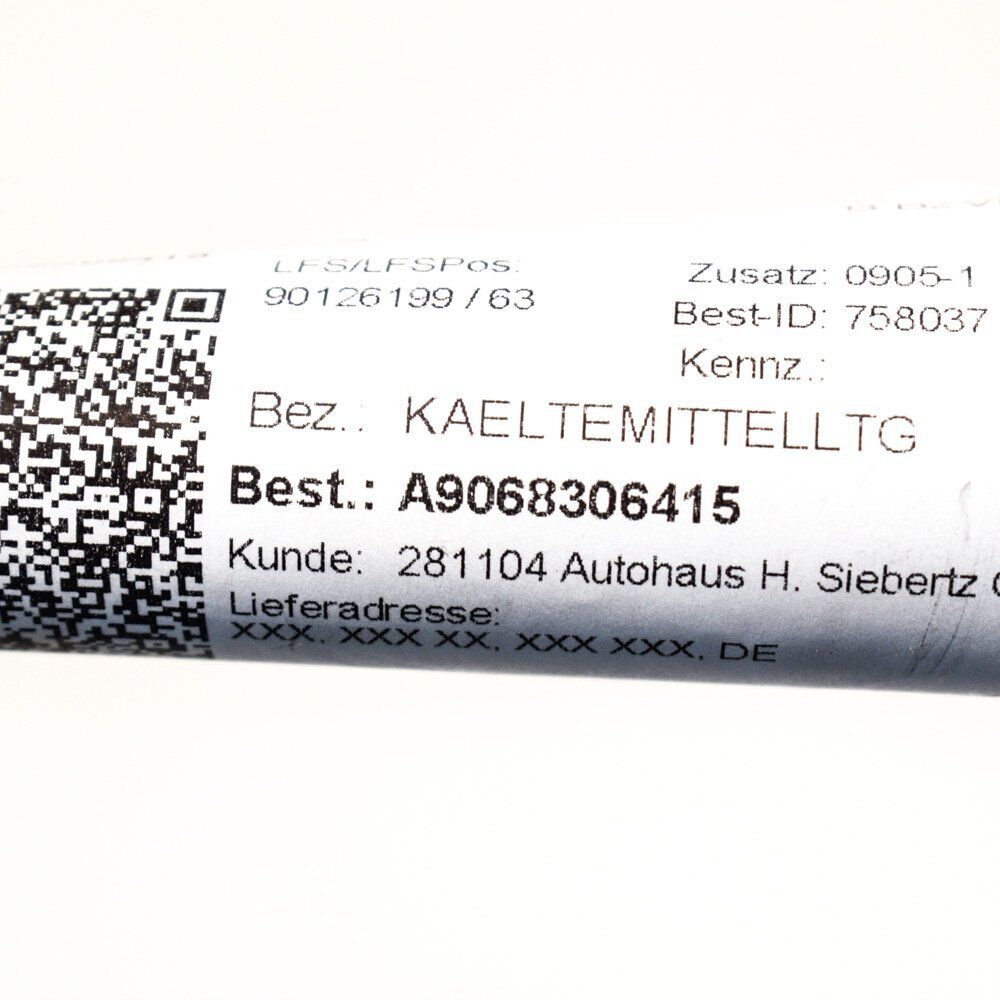 LFS/LFSPos:
90126199 / 63
Zusatz: 0905-1
Best-ID: 758037
Kennz.:
Bez.: KAELTEMITTELLTG
Best.: A9068306415
Kunde: 281104 Autohaus H. Siebertz
Lieferadresse:
XXX. XXX XX. XXX XXX, DE